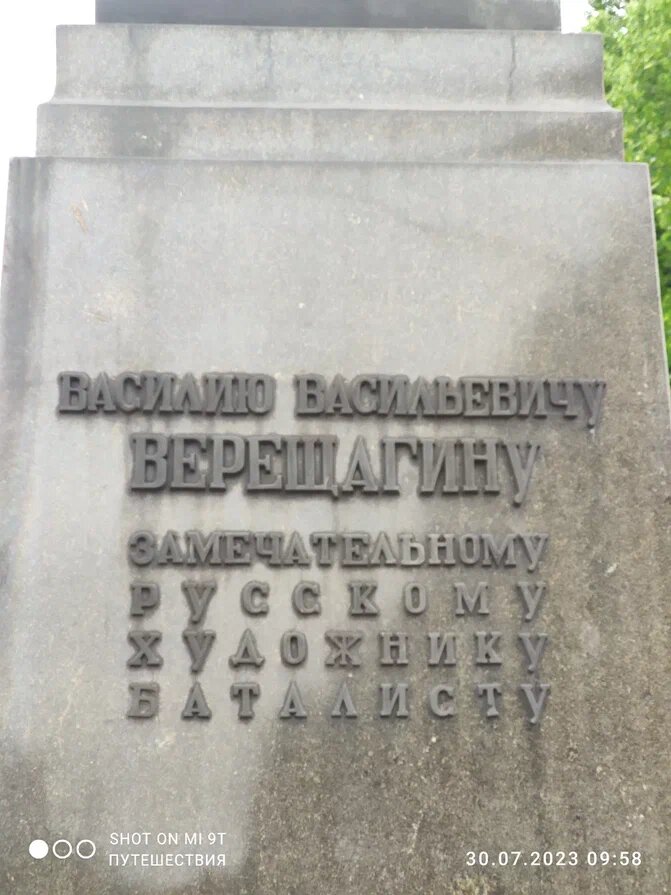 ВАСИЛИЮ ВАСИЛЬЕВИЧУ
ВЕРЕЩАГИНУ
ЗАМЕЧАТЕЛЬНОМУ
РУССКОМУ
ХУДОЖНИКУ
БАТАЛИСТУ
SHOT ON MI 9T
ПУТЕШЕСТВИЯ
30.07.2023 09:58